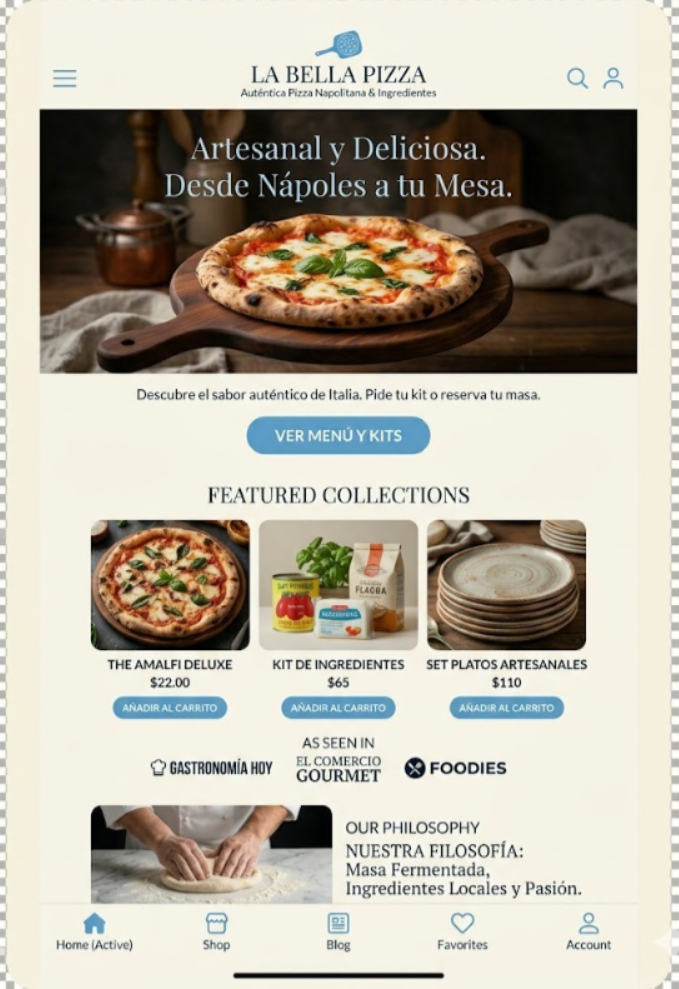 LA BELLA PIZZA
Auténtica Pizza Napolitana & Ingredientes
Artesanal y Deliciosa.
Desde Nápoles a tu Mesa.
Descubre el sabor auténtico de Italia. Pide tu kit o reserva tu masa.
VER MENÚ Y KITS
FEATURED COLLECTIONS
FLAGBA
THE AMALFI DELUXE
$22.00
AÑADIR AL CARRITO
KIT DE INGREDIENTES
$65
AÑADIR AL CARRITO
SET PLATOS ARTESANALES
$110
AÑADIR AL CARRITO
AS SEEN IN
GASTRONOMÍA HOY
EL COMERCIO
GOURMET
FOODIES
OUR PHILOSOPHY
NUESTRA FILOSOFÍA:
Masa Fermentada,
Ingredientes Locales y Pasión.
Home (Active)
Shop
Blog
Favorites
Account